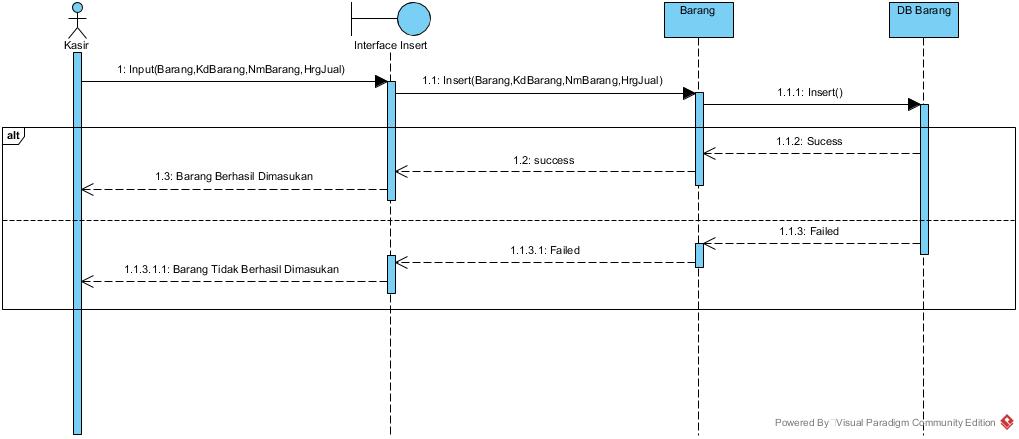 Kasir
Interface Insert
Barang
DB Barang
1: Input(Barang,KdBarang,NmBarang,HrgJual)
1.1: Insert(Barang,KdBarang,NmBarang,HrgJual)
1.1.1: Insert()
alt
1.1.2: Sucess
1.2: success
1.3: Barang Berhasil Dimasukan
1.1.3: Failed
1.1.3.1: Failed
1.1.3.1.1: Barang Tidak Berhasil Dimasukan
Powered By Visual Paradigm Community Edition